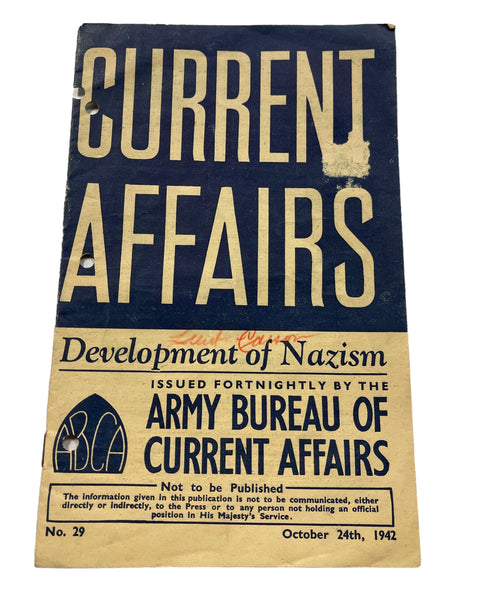 CURRENT
AFFAIRS
Lieut Carson
Development of Nazism
ISSUED FORTNIGHTLY BY THE
ARMY BUREAU OF
CURRENT AFFAIRS
ABCA
Not to be Published
The information given in this publication is not to be communicated, either
directly or indirectly, to the Press or to any person not holding an official
position in His Majesty's Service.
No. 29 October 24th, 1942